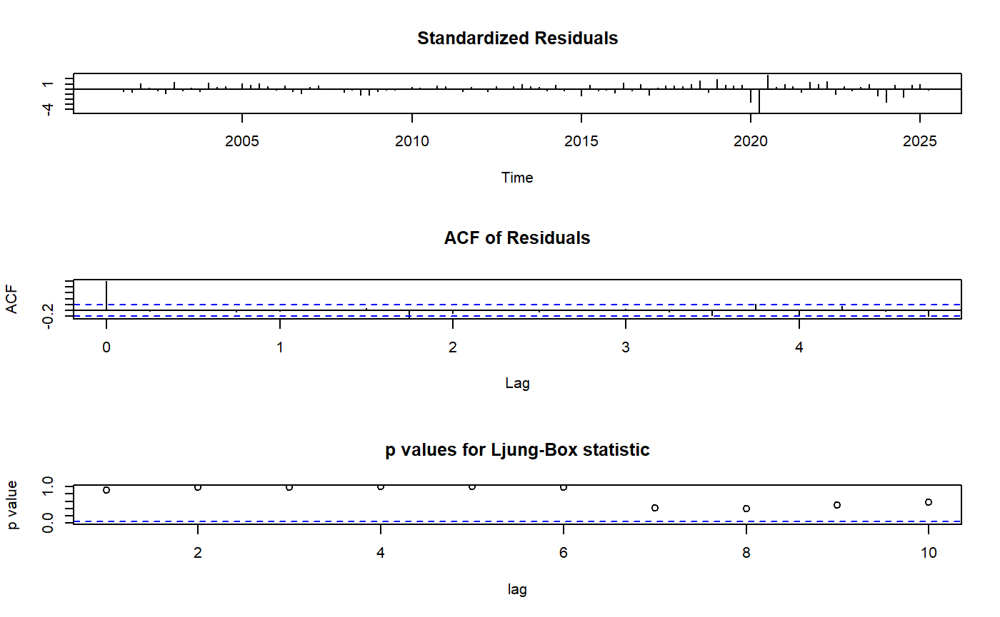 Standardized Residuals
1
-4
2005 2010 2015 2020 2025
Time
ACF of Residuals
ACF
-0.2
0 1 2 3 4
Lag
p values for Ljung-Box statistic
p value
1.0
0.0
2 4 6 8 10
lag